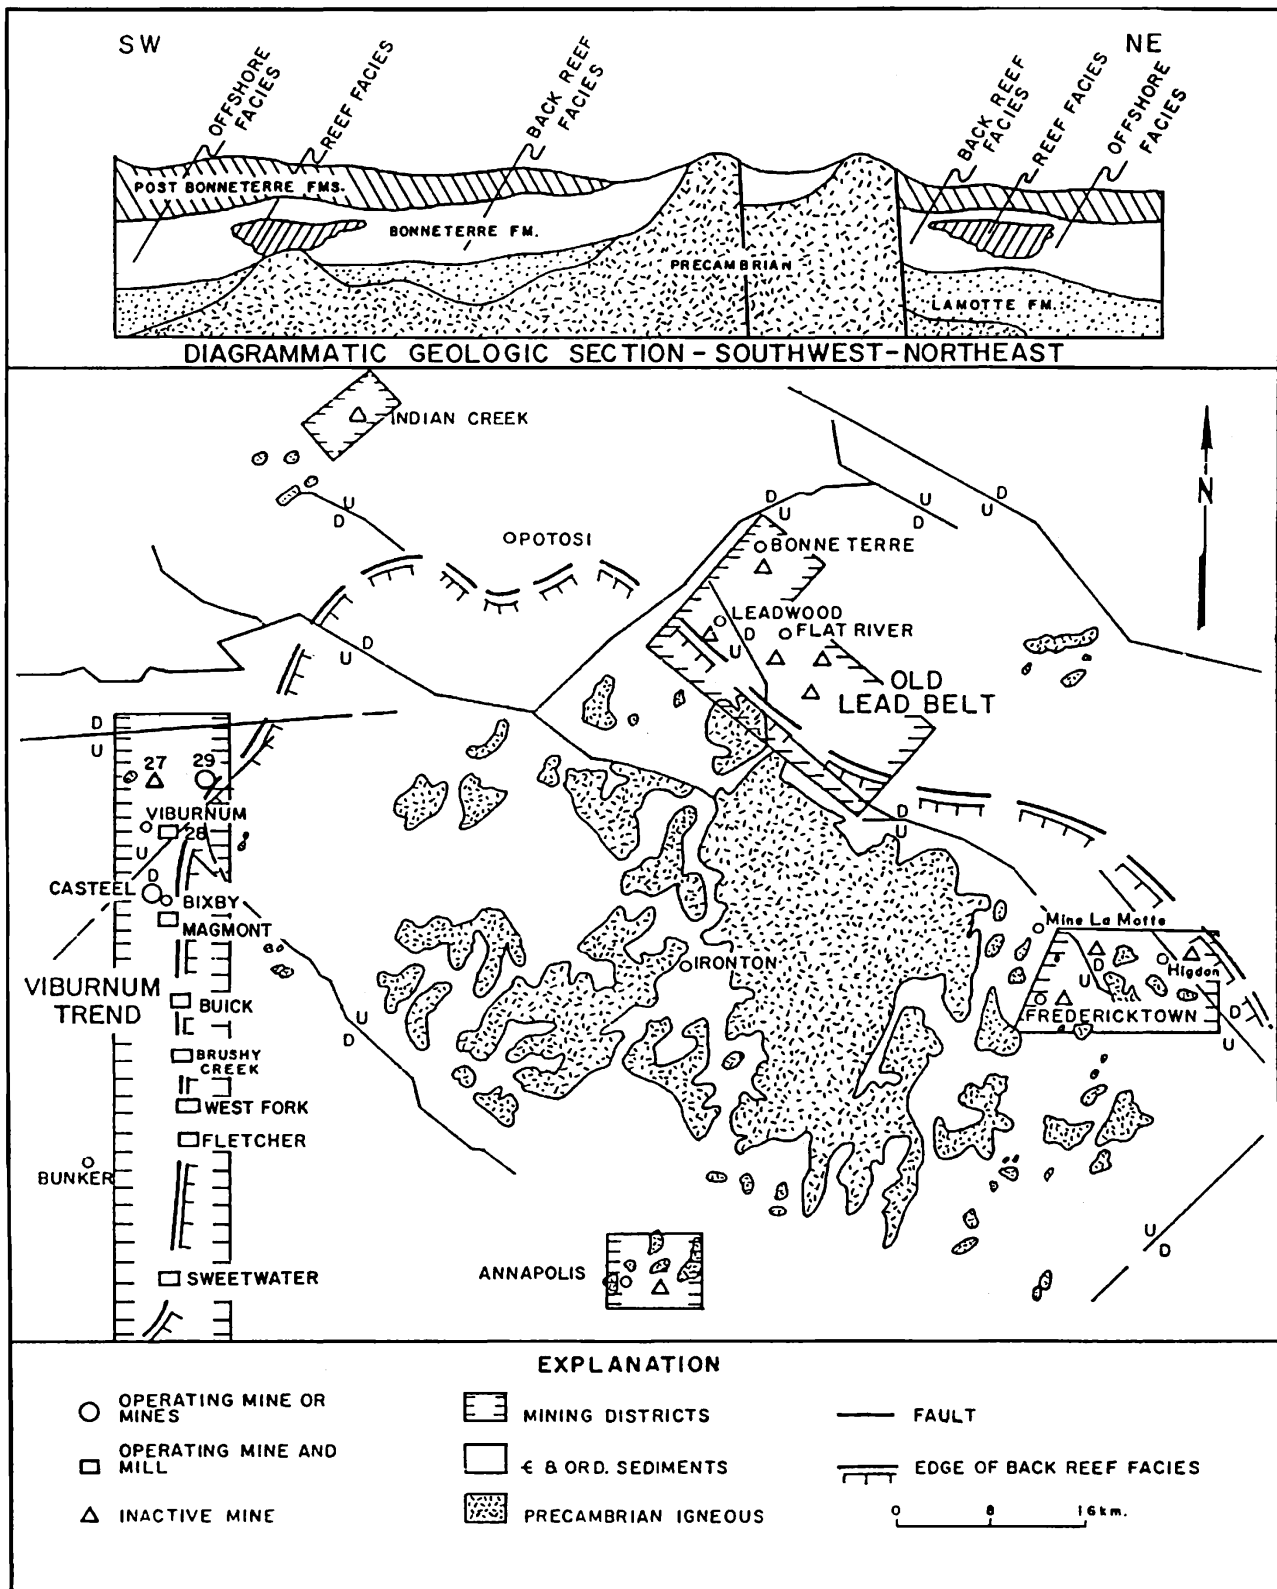 SW
NE
OFFSHORE
FACIES
REEF FACIES
BACK REEF
FACIES
BACK REEF
FACIES
REEF FACIES
OFFSHORE
FACIES
POST BONNETERRE FMS.
BONNETERRE FM.
PRECAMBRIAN
LAMOTTE FM.
DIAGRAMMATIC GEOLOGIC SECTION - SOUTHWEST-NORTHEAST
INDIAN CREEK
N
U
D
D
U
U
D
D
U
POTOSI
BONNE TERRE
LEADWOOD
D
U
FLAT RIVER
D
U
OLD
LEAD BELT
D
U
27
29
VIBURNUM
28
U
D
CASTEEL
BIXBY
MAGMONT
D
U
Mine La Motte
IRONTON
D
U
Higdon
FREDERICKTOWN
D
U
D
VIBURNUM
TREND
BUICK
U
D
BRUSHY
CREEK
WEST FORK
FLETCHER
BUNKER
U
D
SWEETWATER
ANNAPOLIS
EXPLANATION
OPERATING MINE OR
MINES
MINING DISTRICTS
FAULT
OPERATING MINE AND
MILL
Є & ORD. SEDIMENTS
EDGE OF BACK REEF FACIES
INACTIVE MINE
PRECAMBRIAN IGNEOUS
0 8 16 km.